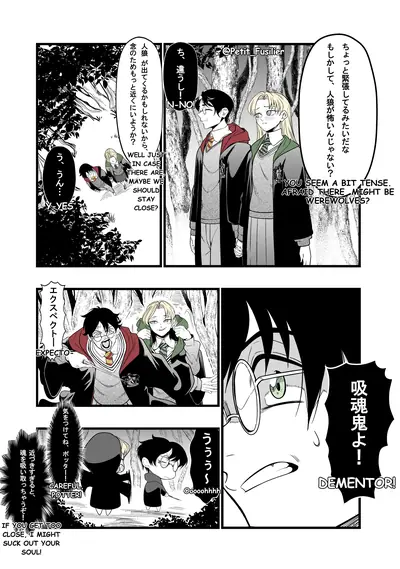 ちょっと緊張してるみたいだな
もしかして、人狼が怖いんじゃない？
YOU SEEM A BIT TENSE.
AFRAID THERE MIGHT BE
WEREWOLVES?
@Petit_Fusilier
ち、違うし！
N-NO
人狼が出てくるかもしれないから、
念のためもっと近くにいようか？
WELL JUST
IN CASE
THERE ARE
MAYBE WE
SHOULD
STAY
CLOSE?
う、うん…
Y-YES
吸魂鬼よ！
DEMENTOR!
エクスペクトー
EXPECTO-
うぅぅ～
Ooooohhhh
気をつけてね、ポッター！
CAREFUL
POTTER!
近づきすぎると、
魂を吸い取っちゃうぞ！
IF YOU GET TOO
CLOSE, I MIGHT
SUCK OUT YOUR
SOUL!